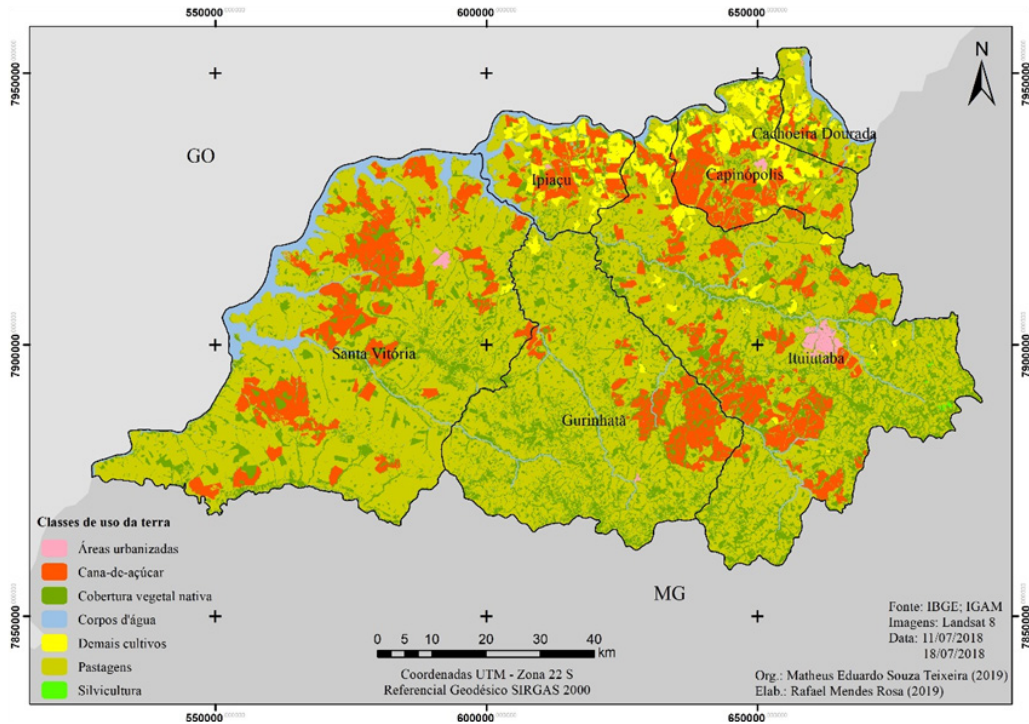 550000 600000 650000
7950000 7950000
N
GO
Cachoeira Dourada
Ipiaçu
Capinópolis
7900000 7900000
Santa Vitória
Ituiutaba
Gurinhatã
Classes de uso da terra
Áreas urbanizadas
Cana-de-açúcar
Cobertura vegetal nativa
Corpos d'água
Demais cultivos
Pastagens
Silvicultura
MG
7850000 7850000
0 5 10 20 30 40
km
Coordenadas UTM - Zona 22 S
Referencial Geodésico SIRGAS 2000
Fonte: IBGE; IGAM
Imagens: Landsat 8
Data: 11/07/2018
18/07/2018
Org.: Matheus Eduardo Souza Teixeira (2019)
Elab.: Rafael Mendes Rosa (2019)
550000 600000 650000